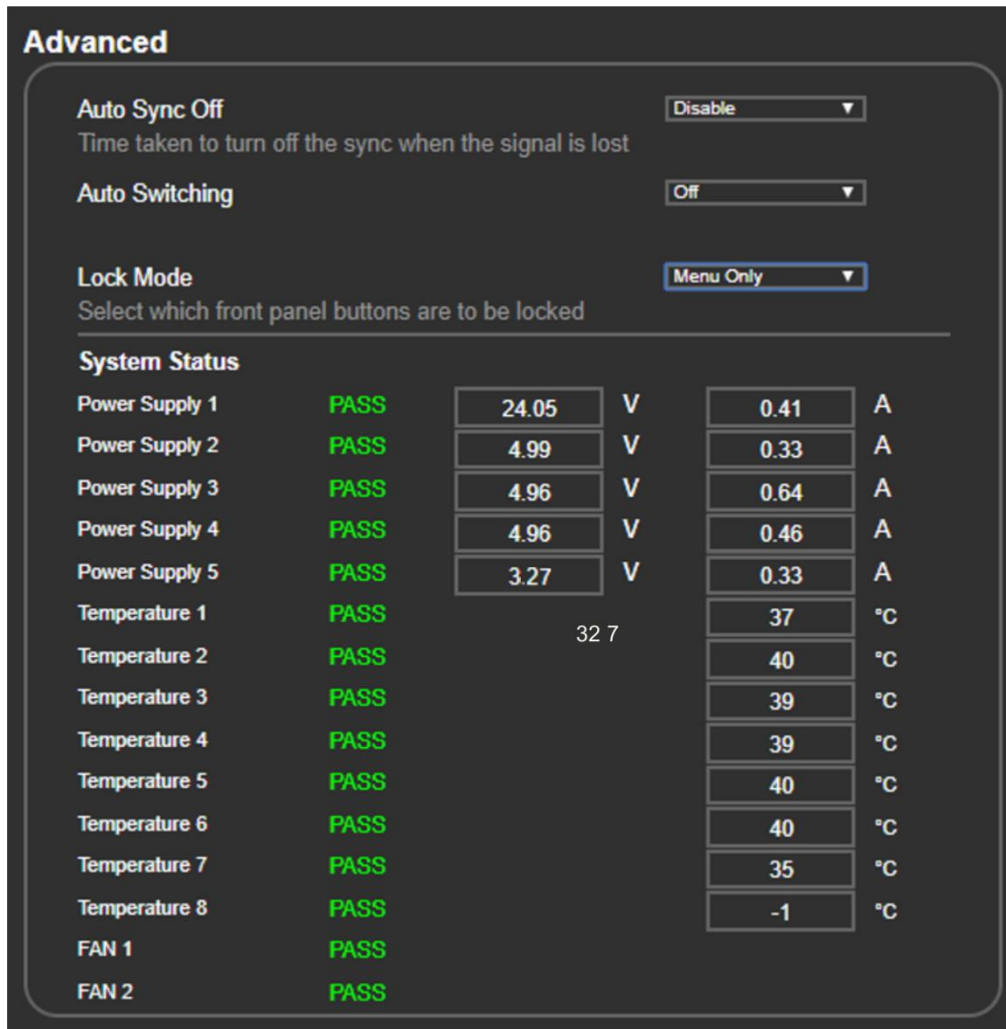 Advanced
Auto Sync Off Disable ▼
Time taken to turn off the sync when the signal is lost
Auto Switching Off ▼
Lock Mode Menu Only ▼
Select which front panel buttons are to be locked
System Status
Power Supply 1 PASS 24.05 V 0.41 A
Power Supply 2 PASS 4.99 V 0.33 A
Power Supply 3 PASS 4.96 V 0.64 A
Power Supply 4 PASS 4.96 V 0.46 A
Power Supply 5 PASS 3.27 V 0.33 A
Temperature 1 PASS 37 °C
32 7
Temperature 2 PASS 40 °C
Temperature 3 PASS 39 °C
Temperature 4 PASS 39 °C
Temperature 5 PASS 40 °C
Temperature 6 PASS 40 °C
Temperature 7 PASS 35 °C
Temperature 8 PASS -1 °C
FAN 1 PASS
FAN 2 PASS